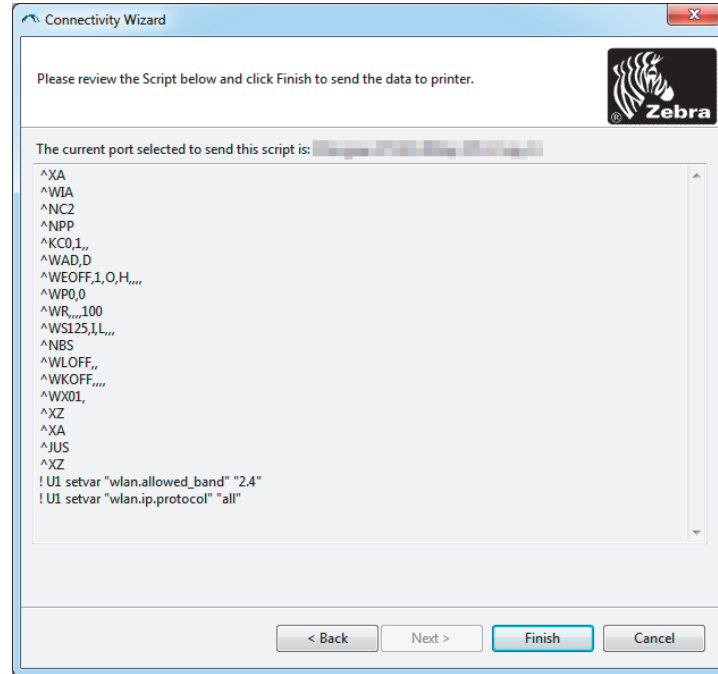 Connectivity Wizard
Please review the Script below and click Finish to send the data to printer.
Zebra
®
The current port selected to send this script is:
^XA
^WIA
^NC2
^NPP
^KC0,1,,
^WAD,D
^WEOFF,1,O,H,,,,
^WP0,0
^WR,,,,100
^WS125,I,L,,,
^NBS
^WLOFF,,
^WKOFF,,,,
^WX01,
^XZ
^XA
^JUS
^XZ
! U1 setvar "wlan.allowed_band" "2.4"
! U1 setvar "wlan.ip.protocol" "all"
< Back
Next >
Finish
Cancel